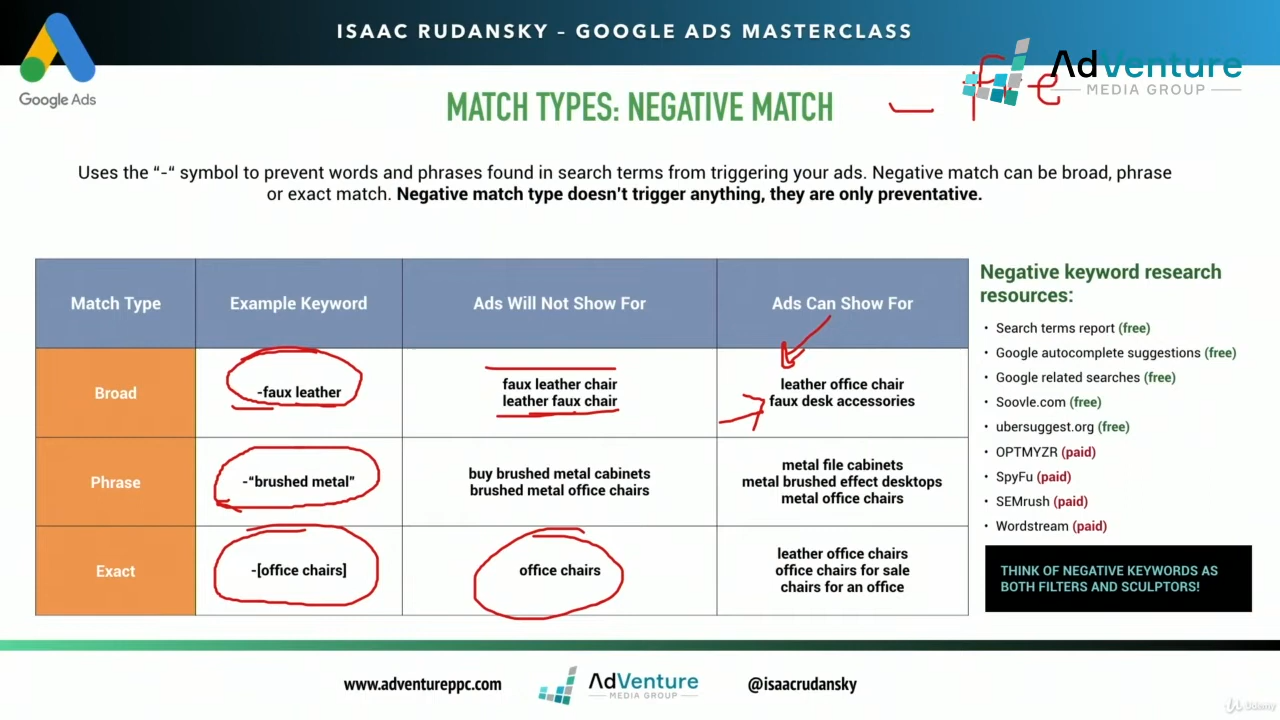 ISAAC RUDANSKY – GOOGLE ADS MASTERCLASS
Google Ads
AdVenture
MEDIA GROUP
MATCH TYPES: NEGATIVE MATCH
Uses the “-“ symbol to prevent words and phrases found in search terms from triggering your ads. Negative match can be broad, phrase
or exact match. Negative match type doesn’t trigger anything, they are only preventative.
Match Type
Example Keyword
Ads Will Not Show For
Ads Can Show For
Broad
-faux leather
faux leather chair
leather faux chair
leather office chair
faux desk accessories
Phrase
-“brushed metal”
buy brushed metal cabinets
brushed metal office chairs
metal file cabinets
metal brushed effect desktops
metal office chairs
Exact
-[office chairs]
office chairs
leather office chairs
office chairs for sale
chairs for an office
Negative keyword research
resources:
• Search terms report (free)
• Google autocomplete suggestions (free)
• Google related searches (free)
• Soovle.com (free)
• ubersuggest.org (free)
• OPTMYZR (paid)
• SpyFu (paid)
• SEMrush (paid)
• Wordstream (paid)
THINK OF NEGATIVE KEYWORDS AS
BOTH FILTERS AND SCULPTORS!
www.adventureppc.com
AdVenture
MEDIA GROUP
@isaacrudansky
Udemy